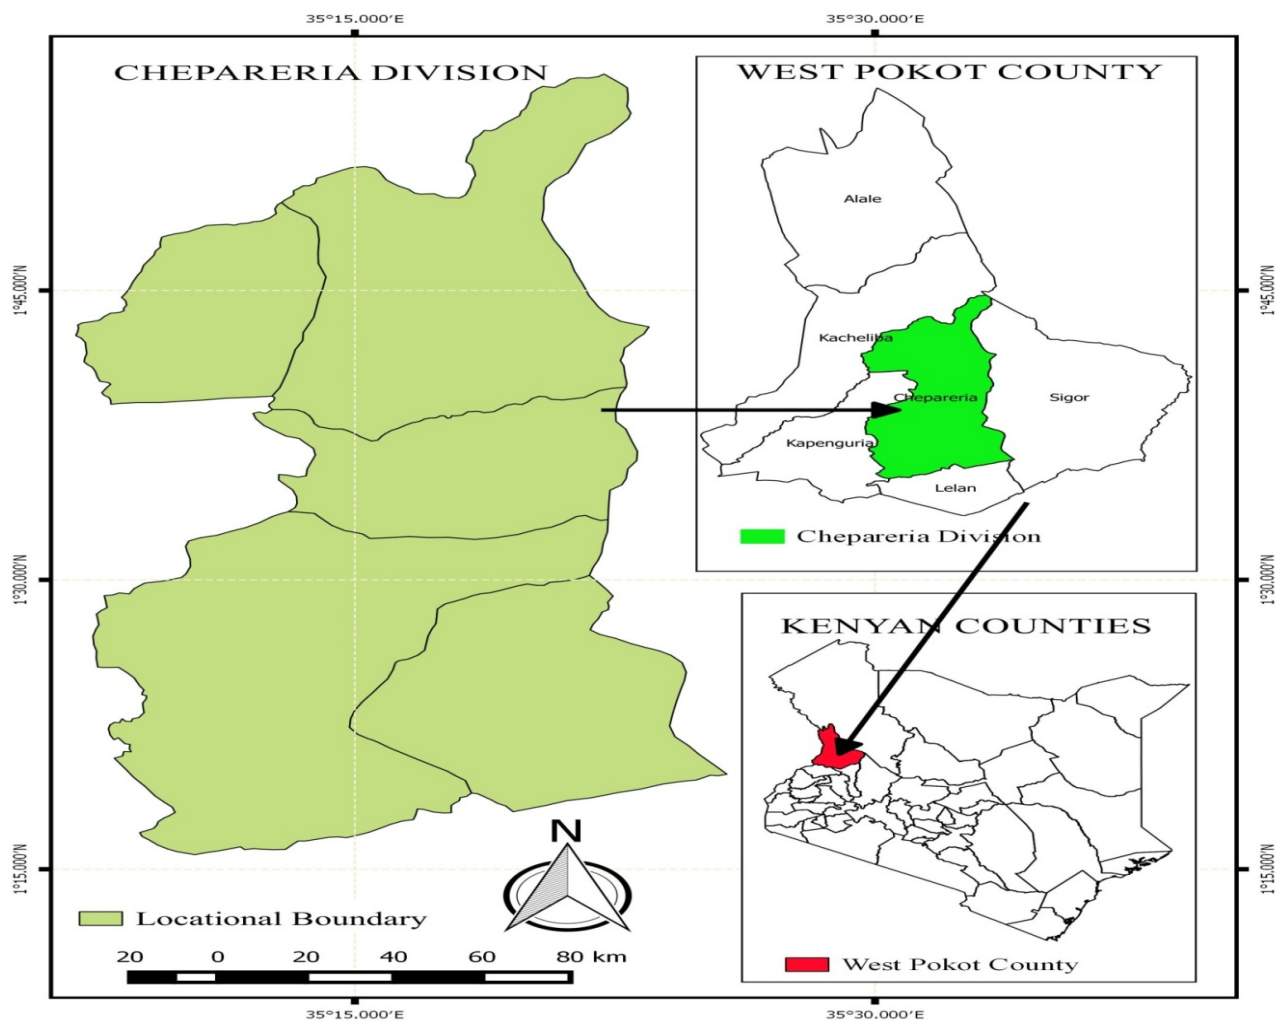 35°15.000'E 35°30.000'E
CHEPARERIA DIVISION
WEST POKOT COUNTY
Alale
1°45.000'N 1°45.000'N
Kacheliba
Chepareria
Sigor
Kapenguria
Lelan
Chepareria Division
1°30.000'N 1°30.000'N
KENYAN COUNTIES
N
1°15.000'N 1°15.000'N
Locational Boundary
20 0 20 40 60 80 km
West Pokot County
35°15.000'E 35°30.000'E